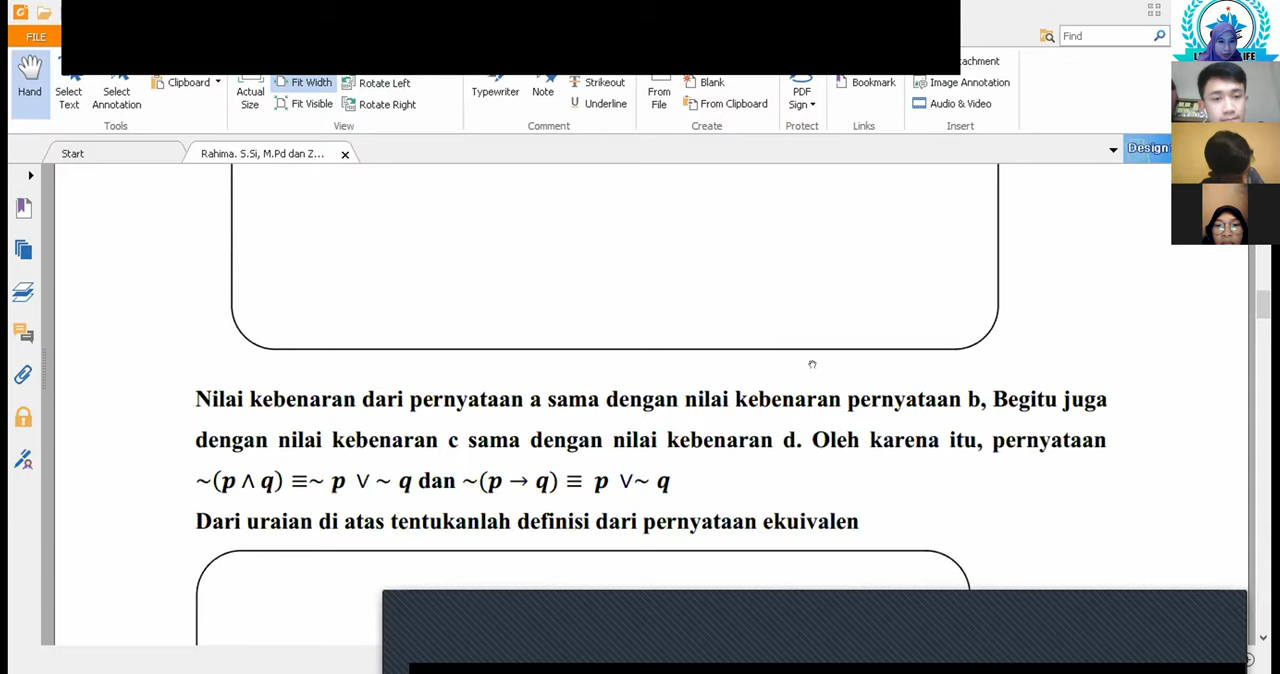 FILE
Find
Hand
Select
Text
Select
Annotation
Clipboard
Actual
Size
Fit Width
Fit Visible
Rotate Left
Rotate Right
Typewriter
Note
Strikeout
Underline
From
File
Blank
From Clipboard
PDF
Sign
Bookmark
Image Annotation
Audio & Video
Tools
View
Comment
Create
Protect
Links
Insert
Start
Rahima. S.Si, M.Pd dan Z...
Design
Nilai kebenaran dari pernyataan a sama dengan nilai kebenaran pernyataan b, Begitu juga
dengan nilai kebenaran c sama dengan nilai kebenaran d. Oleh karena itu, pernyataan
~(p ∧ q) ≡~ p ∨ ~ q dan ~(p → q) ≡ p ∨~ q
Dari uraian di atas tentukanlah definisi dari pernyataan ekuivalen